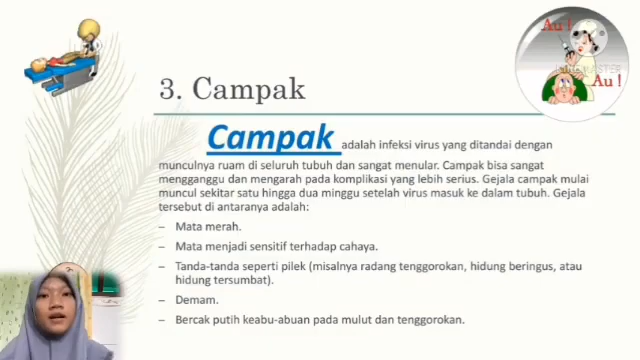 Au !
Au !
3. Campak
Campak adalah infeksi virus yang ditandai dengan
munculnya ruam di seluruh tubuh dan sangat menular. Campak bisa sangat
mengganggu dan mengarah pada komplikasi yang lebih serius. Gejala campak mulai
muncul sekitar satu hingga dua minggu setelah virus masuk ke dalam tubuh. Gejala
tersebut di antaranya adalah:
– Mata merah.
– Mata menjadi sensitif terhadap cahaya.
– Tanda-tanda seperti pilek (misalnya radang tenggorokan, hidung beringus, atau
hidung tersumbat).
– Demam.
– Bercak putih keabu-abuan pada mulut dan tenggorokan.